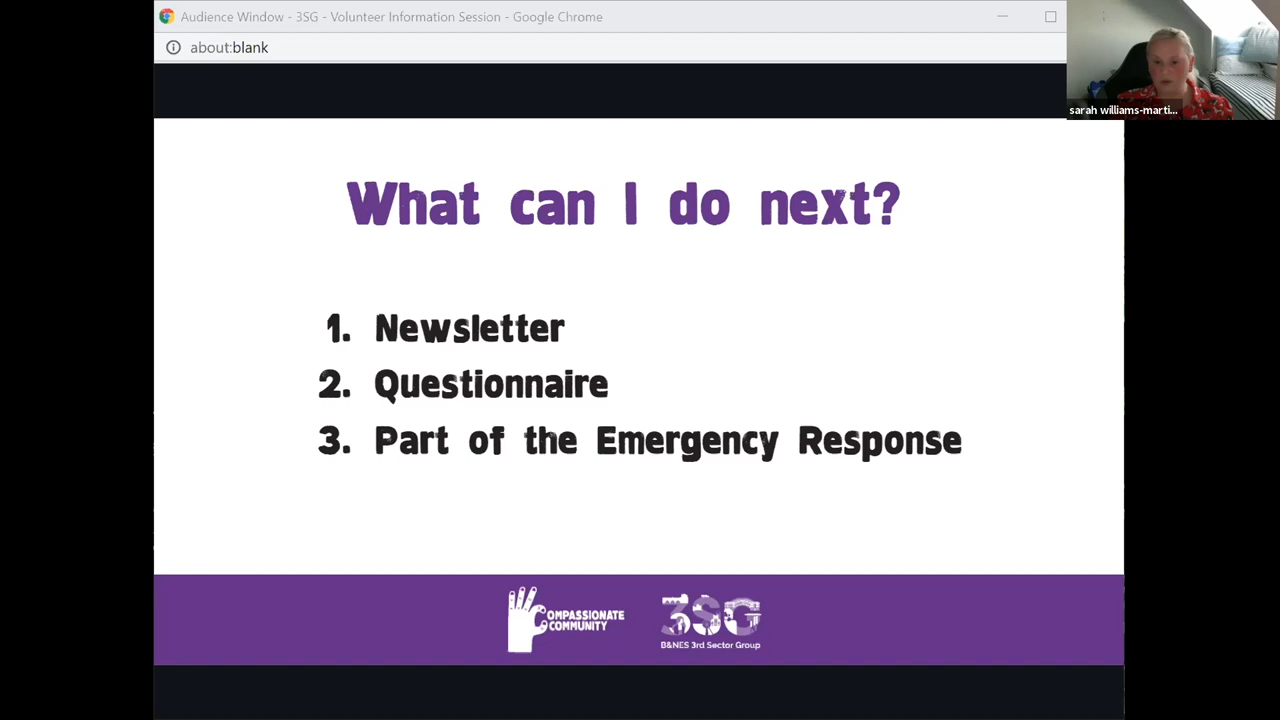 Audience Window - 3SG - Volunteer Information Session - Google Chrome
about:blank
sarah williams-marti...
What can I do next?
1. Newsletter
2. Questionnaire
3. Part of the Emergency Response
COMPASSIONATE
COMMUNITY
3SG
B&NES 3rd Sector Group